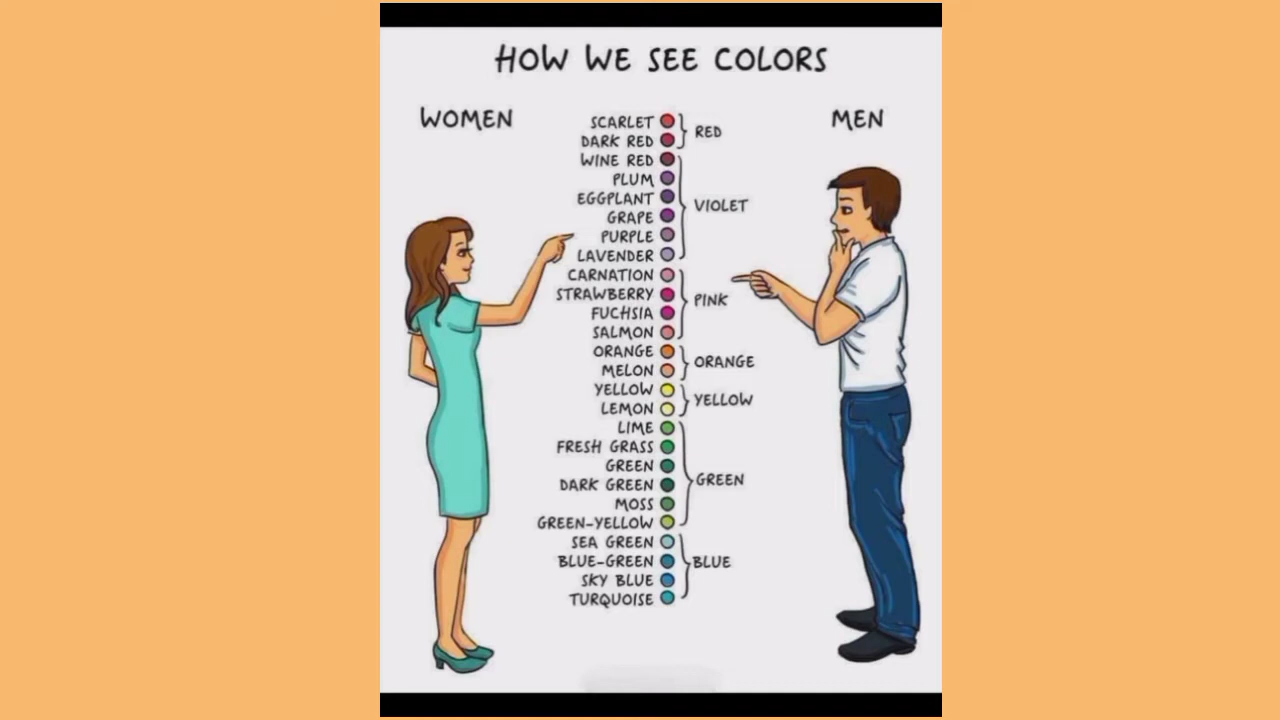 HOW WE SEE COLORS
WOMEN
MEN
SCARLET
DARK RED
RED
WINE RED
PLUM
EGGPLANT
GRAPE
PURPLE
LAVENDER
VIOLET
CARNATION
STRAWBERRY
FUCHSIA
SALMON
PINK
ORANGE
MELON
ORANGE
YELLOW
LEMON
YELLOW
LIME
FRESH GRASS
GREEN
DARK GREEN
MOSS
GREEN-YELLOW
GREEN
SEA GREEN
BLUE-GREEN
SKY BLUE
TURQUOISE
BLUE